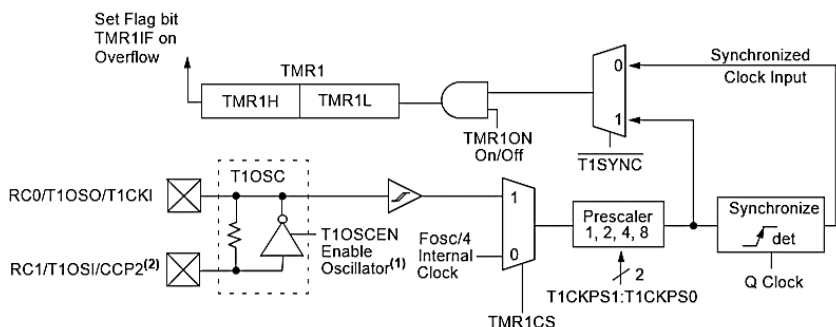 Set Flag bit
TMR1IF on
Overflow
TMR1
TMR1H
TMR1L
TMR1ON
On/Off
0
1
T1SYNC
Synchronized
Clock Input
RC0/T1OSO/T1CKI
T1OSC
RC1/T1OSI/CCP2(2)
T1OSCEN
Enable
Oscillator(1)
Fosc/4
Internal
Clock
1
0
TMR1CS
Prescaler
1, 2, 4, 8
2
T1CKPS1:T1CKPS0
Synchronize
det
Q Clock